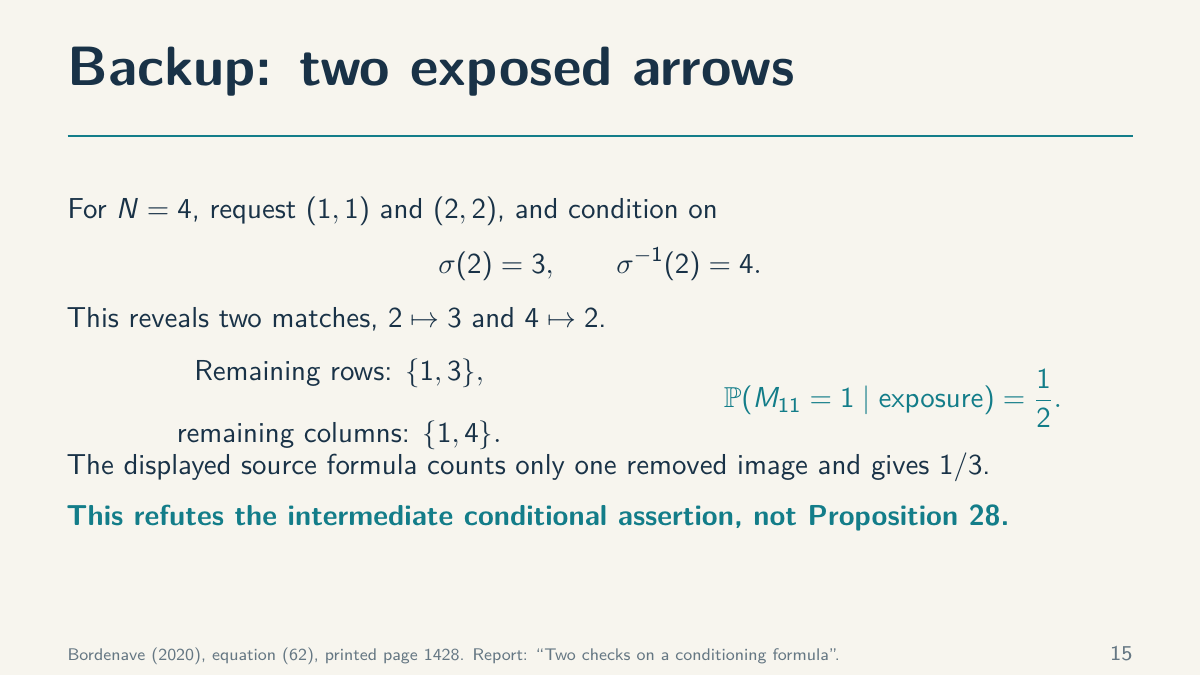 Backup: two exposed arrows
For N = 4, request (1, 1) and (2, 2), and condition on
σ(2) = 3, σ⁻¹(2) = 4.
This reveals two matches, 2 ↦ 3 and 4 ↦ 2.
Remaining rows: {1, 3},
remaining columns: {1, 4}.
ℙ(M₁₁ = 1 | exposure) = 1/2.
The displayed source formula counts only one removed image and gives 1/3.
This refutes the intermediate conditional assertion, not Proposition 28.
Bordenave (2020), equation (62), printed page 1428. Report: “Two checks on a conditioning formula”.
15